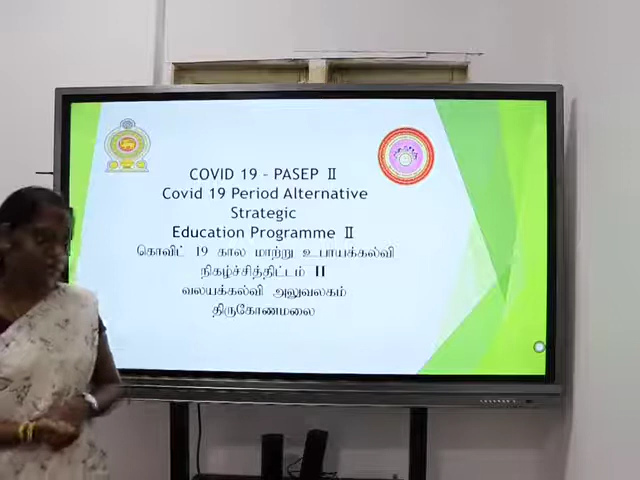 COVID 19 - PASEP II
Covid 19 Period Alternative
Strategic
Education Programme II
கொவிட் 19 கால மாற்று உபாயக்கல்வி
நிகழ்ச்சித்திட்டம் II
வலயக்கல்வி அலுவலகம்
திருகோணமலை